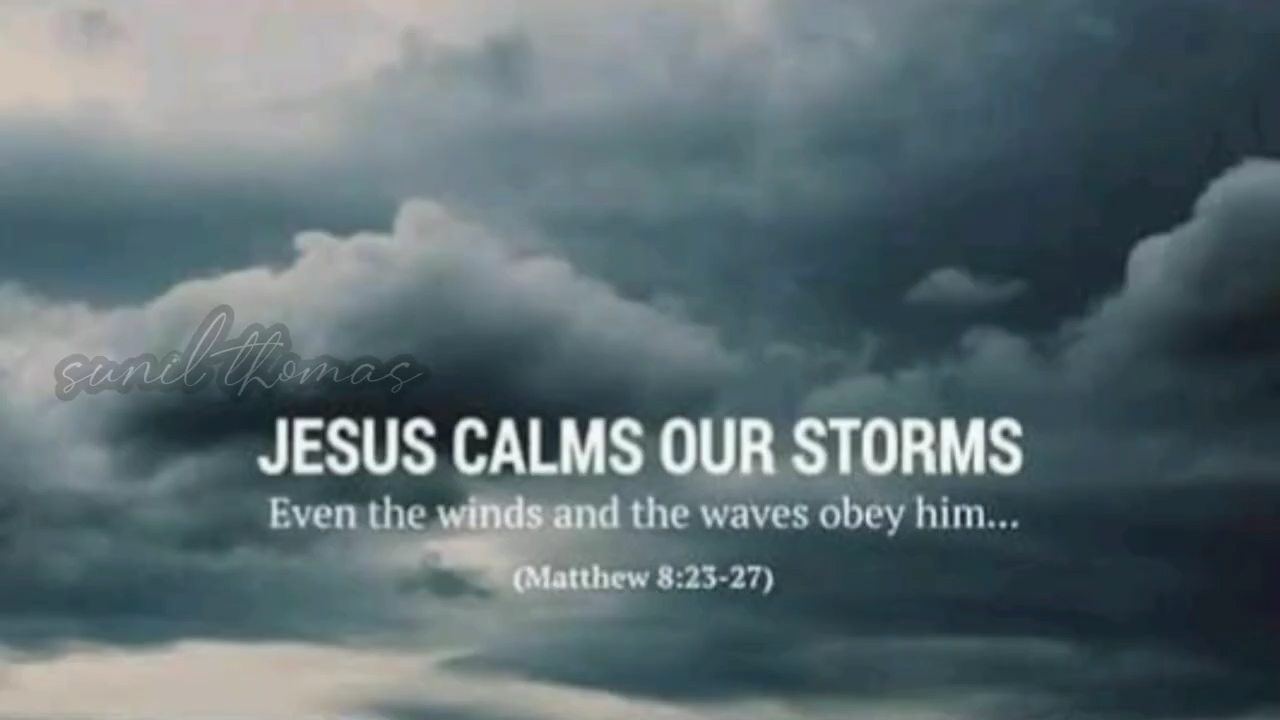 sunil thomas
JESUS CALMS OUR STORMS
Even the winds and the waves obey him...
(Matthew 8:23-27)